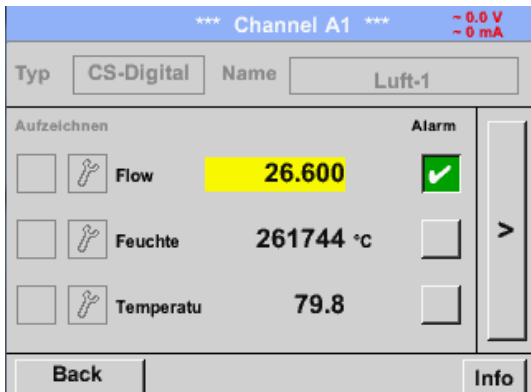 *** Channel A1 ***
~ 0.0 V
~ 0 mA
Typ CS-Digital Name Luft-1
Aufzeichnen Alarm
Flow 26.600
Feuchte 261744 °C
>
Temperatu 79.8
Back Info